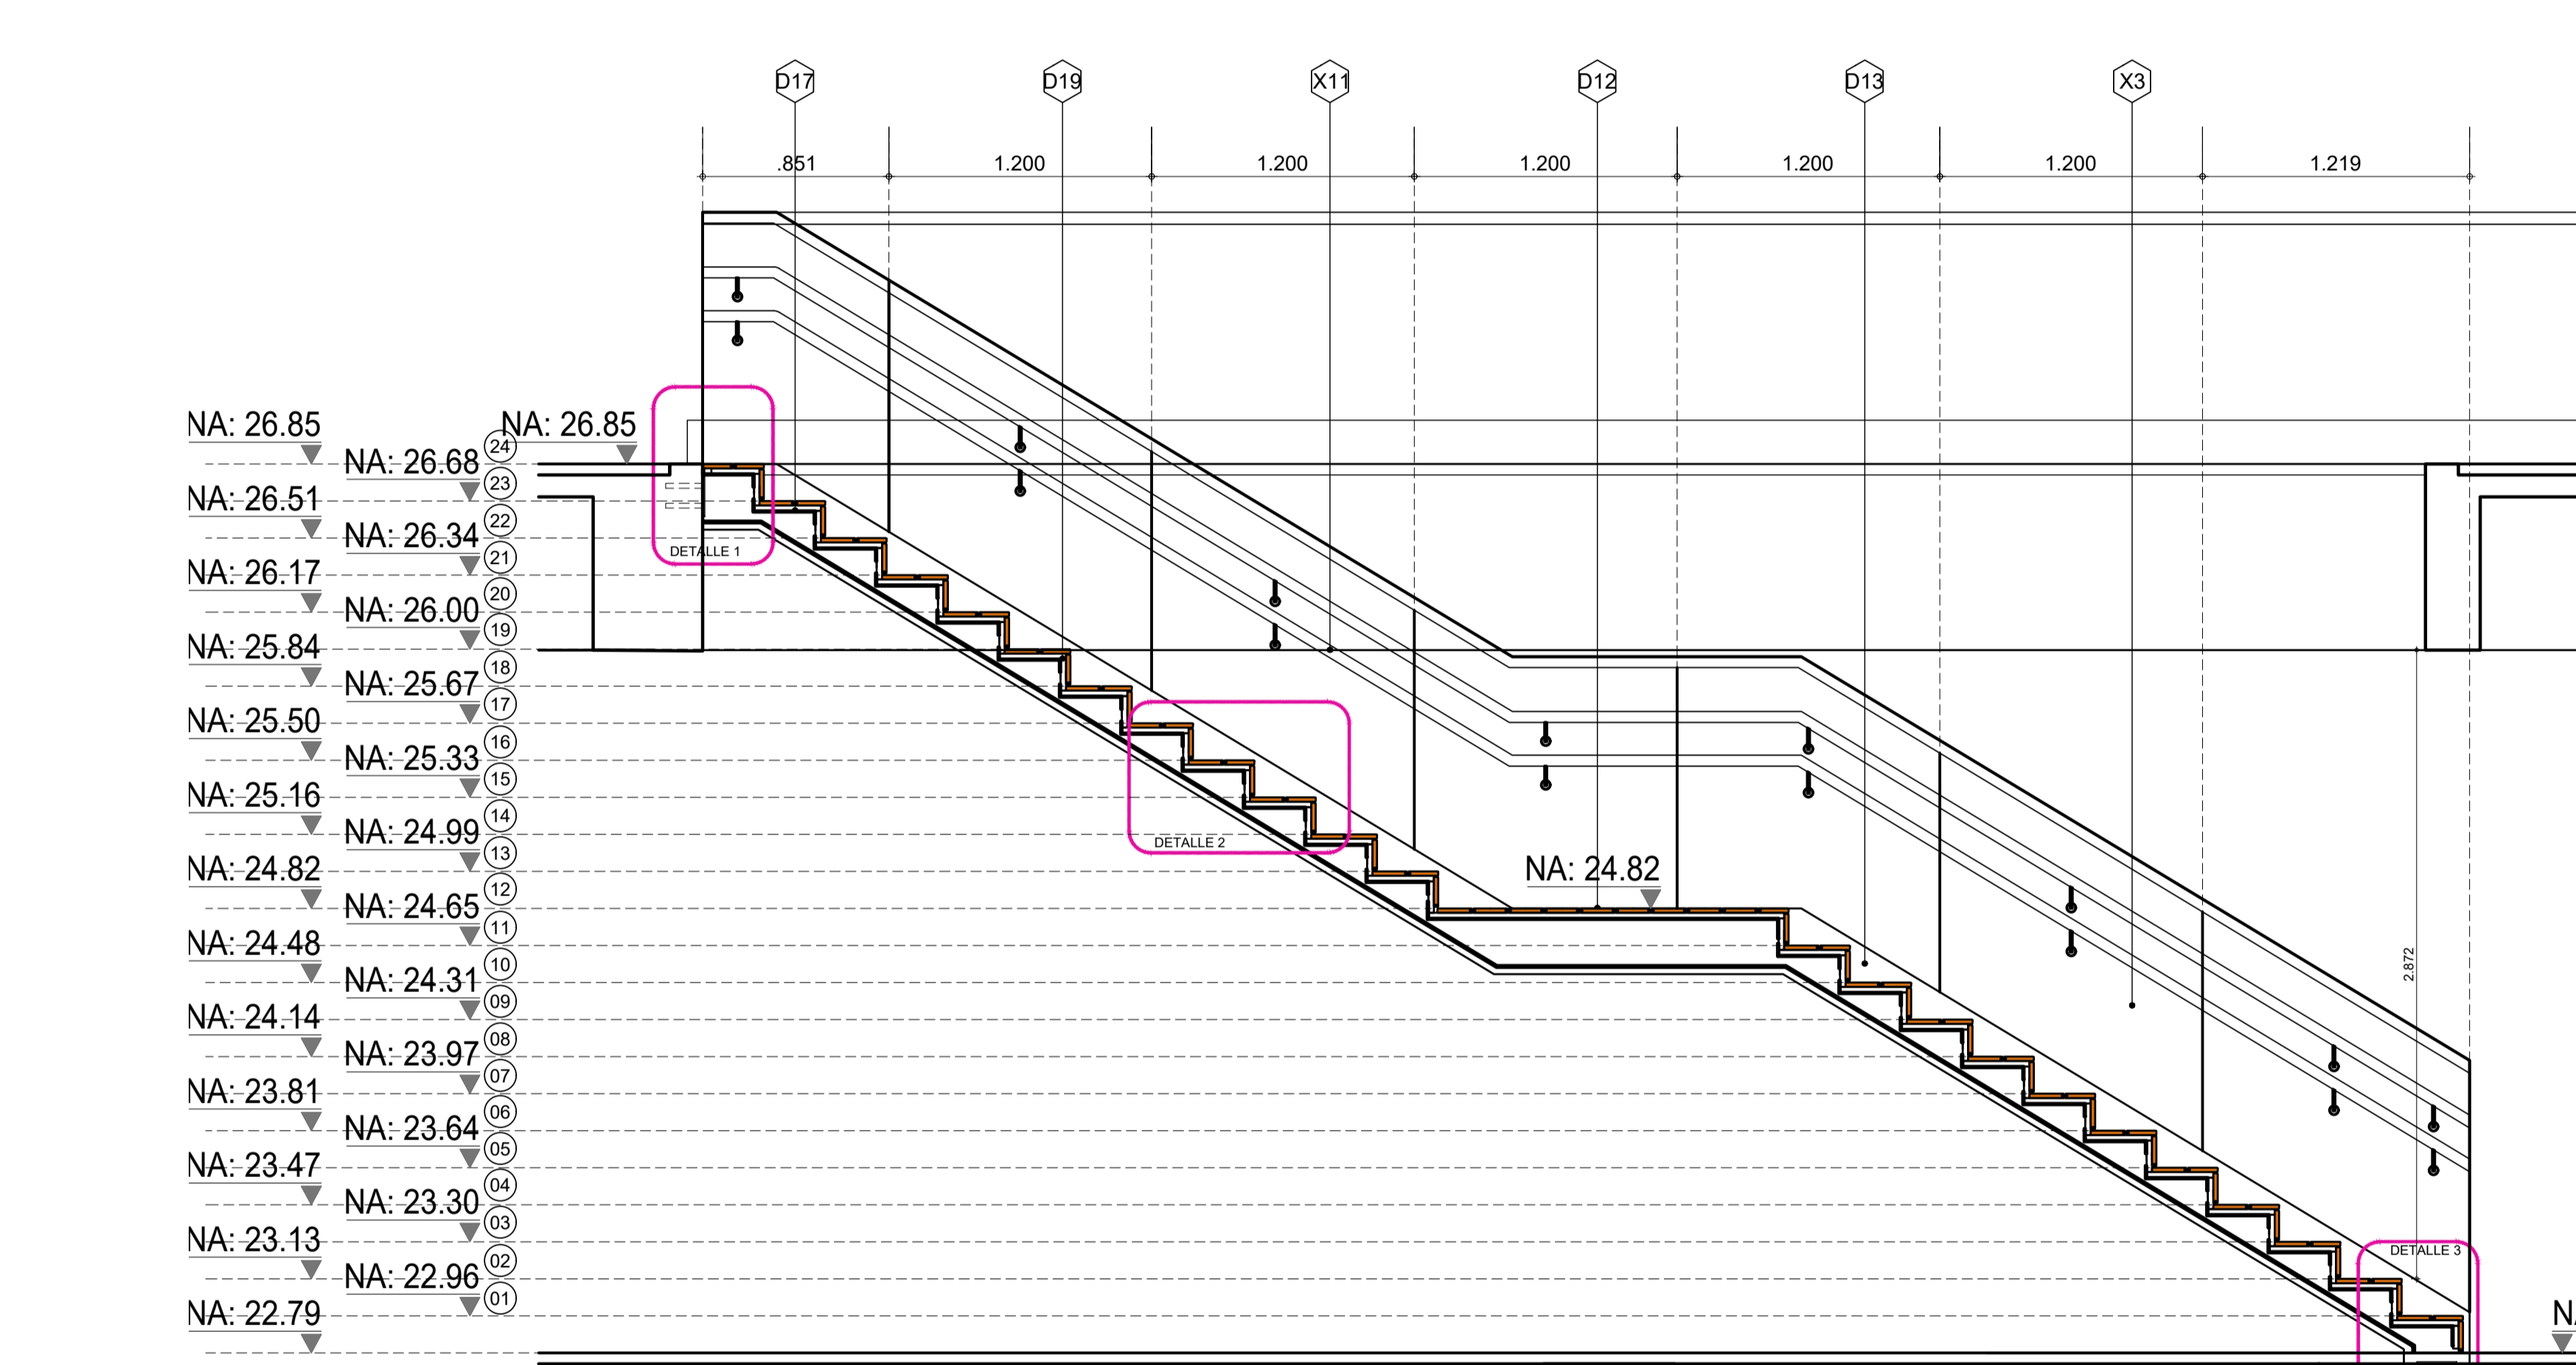 D17 D19 X11 D12 D13 X3
.851 1.200 1.200 1.200 1.200 1.200 1.219
NA: 26.85 NA: 26.85
24
NA: 26.68
23
NA: 26.51
22
NA: 26.34
DETALLE 1
21
NA: 26.17
20
NA: 26.00
19
NA: 25.84
18
NA: 25.67
17
NA: 25.50
16
NA: 25.33
15
NA: 25.16
14
NA: 24.99
DETALLE 2
13
NA: 24.82 NA: 24.82
12
NA: 24.65
11
NA: 24.48
10
2.872
NA: 24.31
09
NA: 24.14
08
NA: 23.97
07
NA: 23.81
06
NA: 23.64
05
NA: 23.47
04
NA: 23.30
03
NA: 23.13
DETALLE 3
02
NA: 22.96
01
NA: 22.79